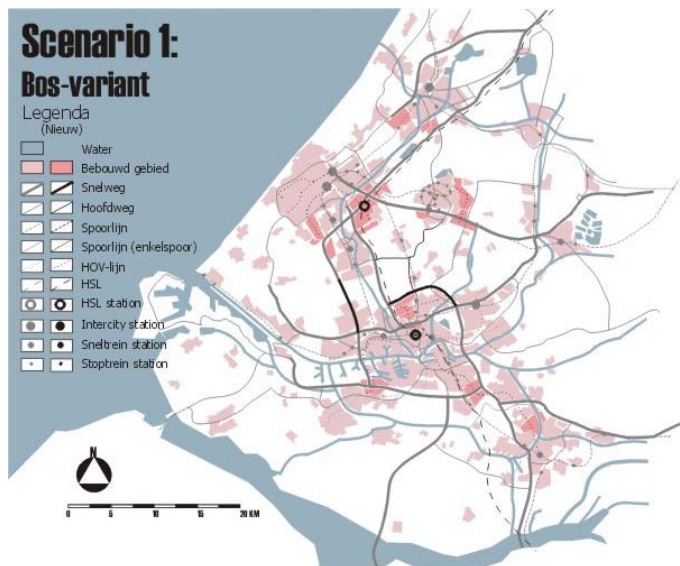 Scenario 1:
Bos-variant
Legenda
(Nieuw)
Water
Bebouwd gebied
Snelweg
Hoofdweg
Spoorlijn
Spoorlijn (enkelspoor)
HOV-lijn
HSL
HSL station
Intercity station
Sneltrein station
Stoptrein station
N
0 5 10 15 20 KM